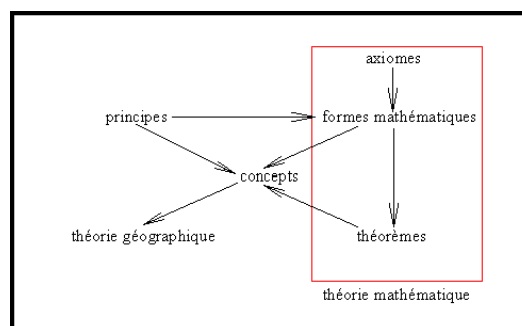 axiomes
principes
formes mathématiques
concepts
théorie géographique
théorèmes
théorie mathématique